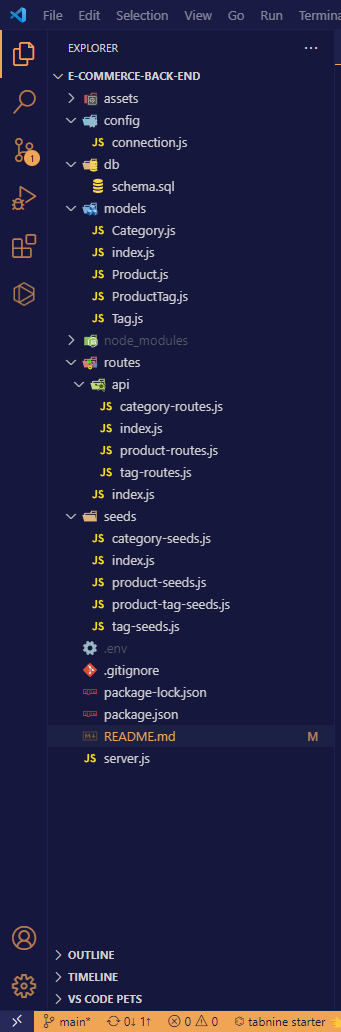 File Edit Selection View Go Run Termina
EXPLORER
E-COMMERCE-BACK-END
assets
config
JS connection.js
db
schema.sql
models
JS Category.js
JS index.js
JS Product.js
JS ProductTag.js
JS Tag.js
node_modules
routes
api
JS category-routes.js
JS index.js
JS product-routes.js
JS tag-routes.js
JS index.js
seeds
JS category-seeds.js
JS index.js
JS product-seeds.js
JS product-tag-seeds.js
JS tag-seeds.js
.env
.gitignore
package-lock.json
package.json
README.md M
JS server.js
1
OUTLINE
TIMELINE
VS CODE PETS
main* 0↓ 1↑ 0 0 tabnine starter